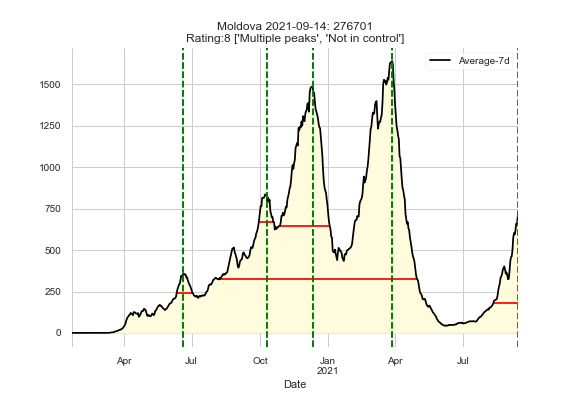 Moldova 2021-09-14: 276701
Rating:8 ['Multiple peaks', 'Not in control']
Average-7d
1500
1250
1000
750
500
250
0
Apr
Jul
Oct
Jan
2021
Apr
Jul
Date